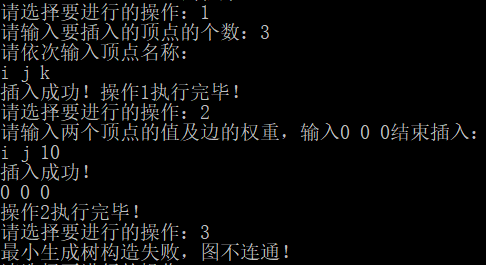 请选择要进行的操作：1
请输入要插入的顶点的个数：3
请依次输入顶点名称：
i j k
插入成功！操作1执行完毕！
请选择要进行的操作：2
请输入两个顶点的值及边的权重，输入0 0 0结束插入：
i j 10
插入成功！
0 0 0
操作2执行完毕！
请选择要进行的操作：3
最小生成树构造失败，图不连通！